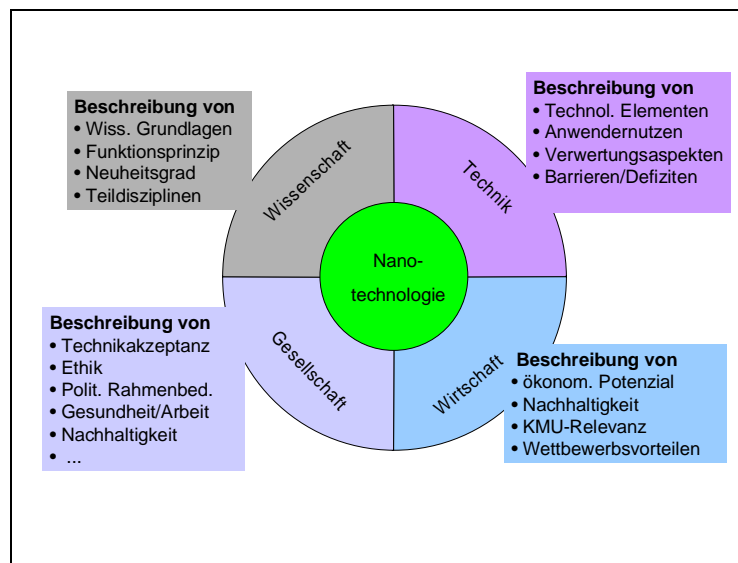 Beschreibung von
• Wiss. Grundlagen
• Funktionsprinzip
• Neuheitsgrad
• Teildisziplinen
Beschreibung von
• Technol. Elementen
• Anwendernutzen
• Verwertungsaspekten
• Barrieren/Defiziten
Wissenschaft
Technik
Nano-
technologie
Gesellschaft
Wirtschaft
Beschreibung von
• Technikakzeptanz
• Ethik
• Polit. Rahmenbed.
• Gesundheit/Arbeit
• Nachhaltigkeit
• ...
Beschreibung von
• ökonom. Potenzial
• Nachhaltigkeit
• KMU-Relevanz
• Wettbewerbsvorteilen